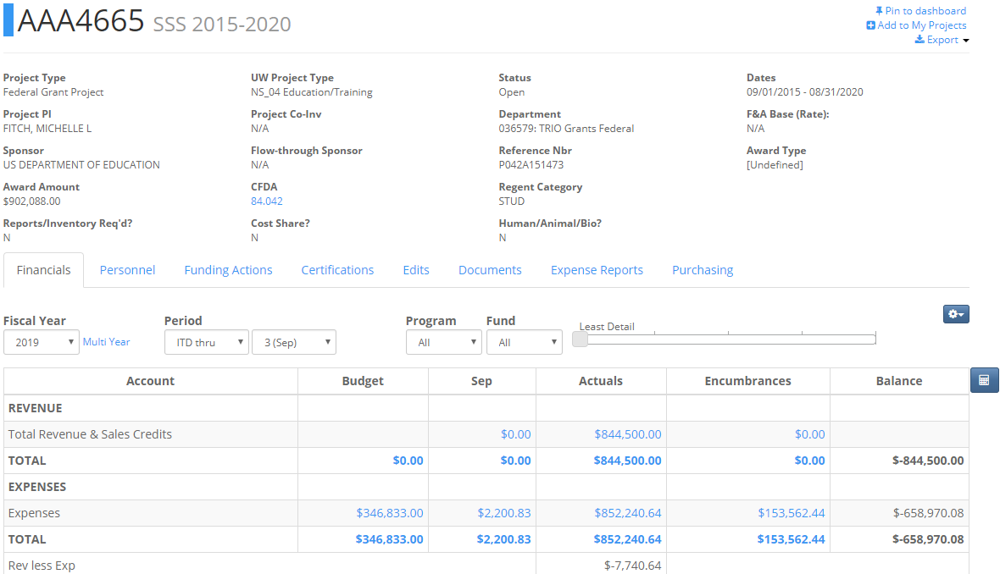 AAA4665 SSS 2015-2020
Pin to dashboard
Add to My Projects
Export
Project Type UW Project Type Status Dates
Federal Grant Project NS_04 Education/Training Open 09/01/2015 - 08/31/2020
Project PI Project Co-Inv Department F&A Base (Rate):
FITCH, MICHELLE L N/A 036579: TRIO Grants Federal N/A
Sponsor Flow-through Sponsor Reference Nbr Award Type
US DEPARTMENT OF EDUCATION N/A P042A151473 [Undefined]
Award Amount CFDA Regent Category
$902,088.00 84.042 STUD
Reports/Inventory Req'd? Cost Share? Human/Animal/Bio?
N N N
Financials Personnel Funding Actions Certifications Edits Documents Expense Reports Purchasing
Fiscal Year Period Program Fund Least Detail
2019 Multi Year ITD thru 3 (Sep) All All
Account Budget Sep Actuals Encumbrances Balance
REVENUE
Total Revenue & Sales Credits $0.00 $844,500.00 $0.00
TOTAL $0.00 $0.00 $844,500.00 $0.00 $-844,500.00
EXPENSES
Expenses $346,833.00 $2,200.83 $852,240.64 $153,562.44 $-658,970.08
TOTAL $346,833.00 $2,200.83 $852,240.64 $153,562.44 $-658,970.08
Rev less Exp $-7,740.64